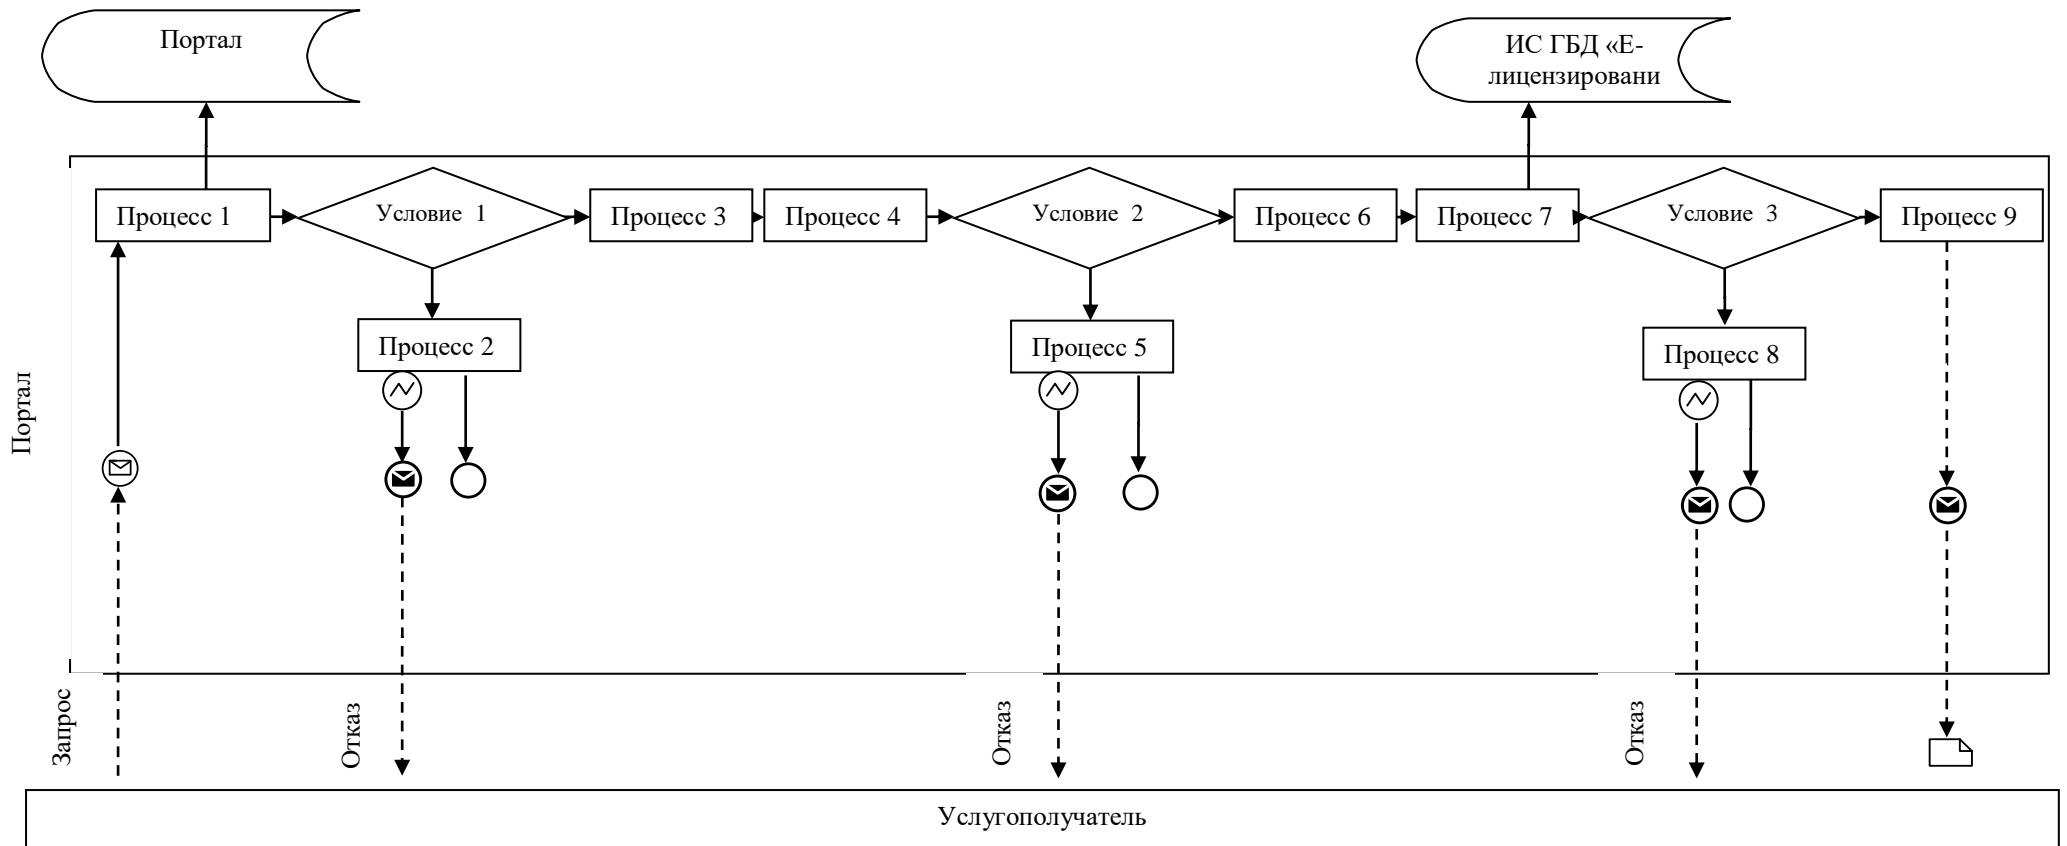 Портал
ИС ГБД «Е-
лицензировани
Процесс 1
Условие 1
Процесс 3
Процесс 4
Условие 2
Процесс 6
Процесс 7
Условие 3
Процесс 9
Процесс 2
Процесс 5
Процесс 8
Портал
Запрос
Отказ
Отказ
Отказ
Услугополучатель